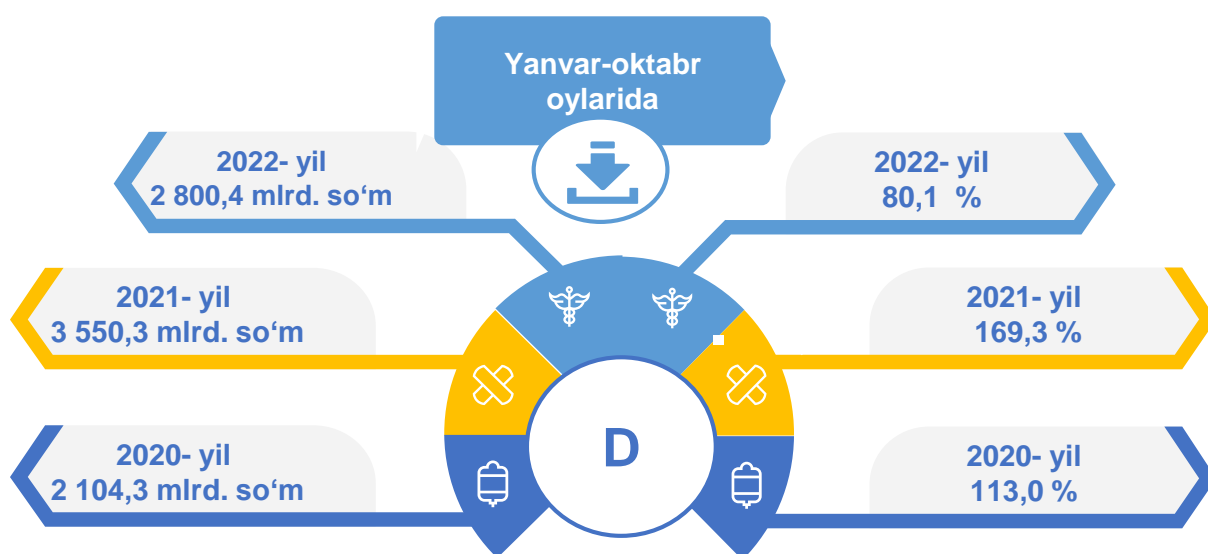 Yanvar-oktabr
oylarida
2022- yil
2 800,4 mlrd. so‘m
2022- yil
80,1 %
2021- yil
3 550,3 mlrd. so‘m
2021- yil
169,3 %
D
2020- yil
2 104,3 mlrd. so‘m
2020- yil
113,0 %